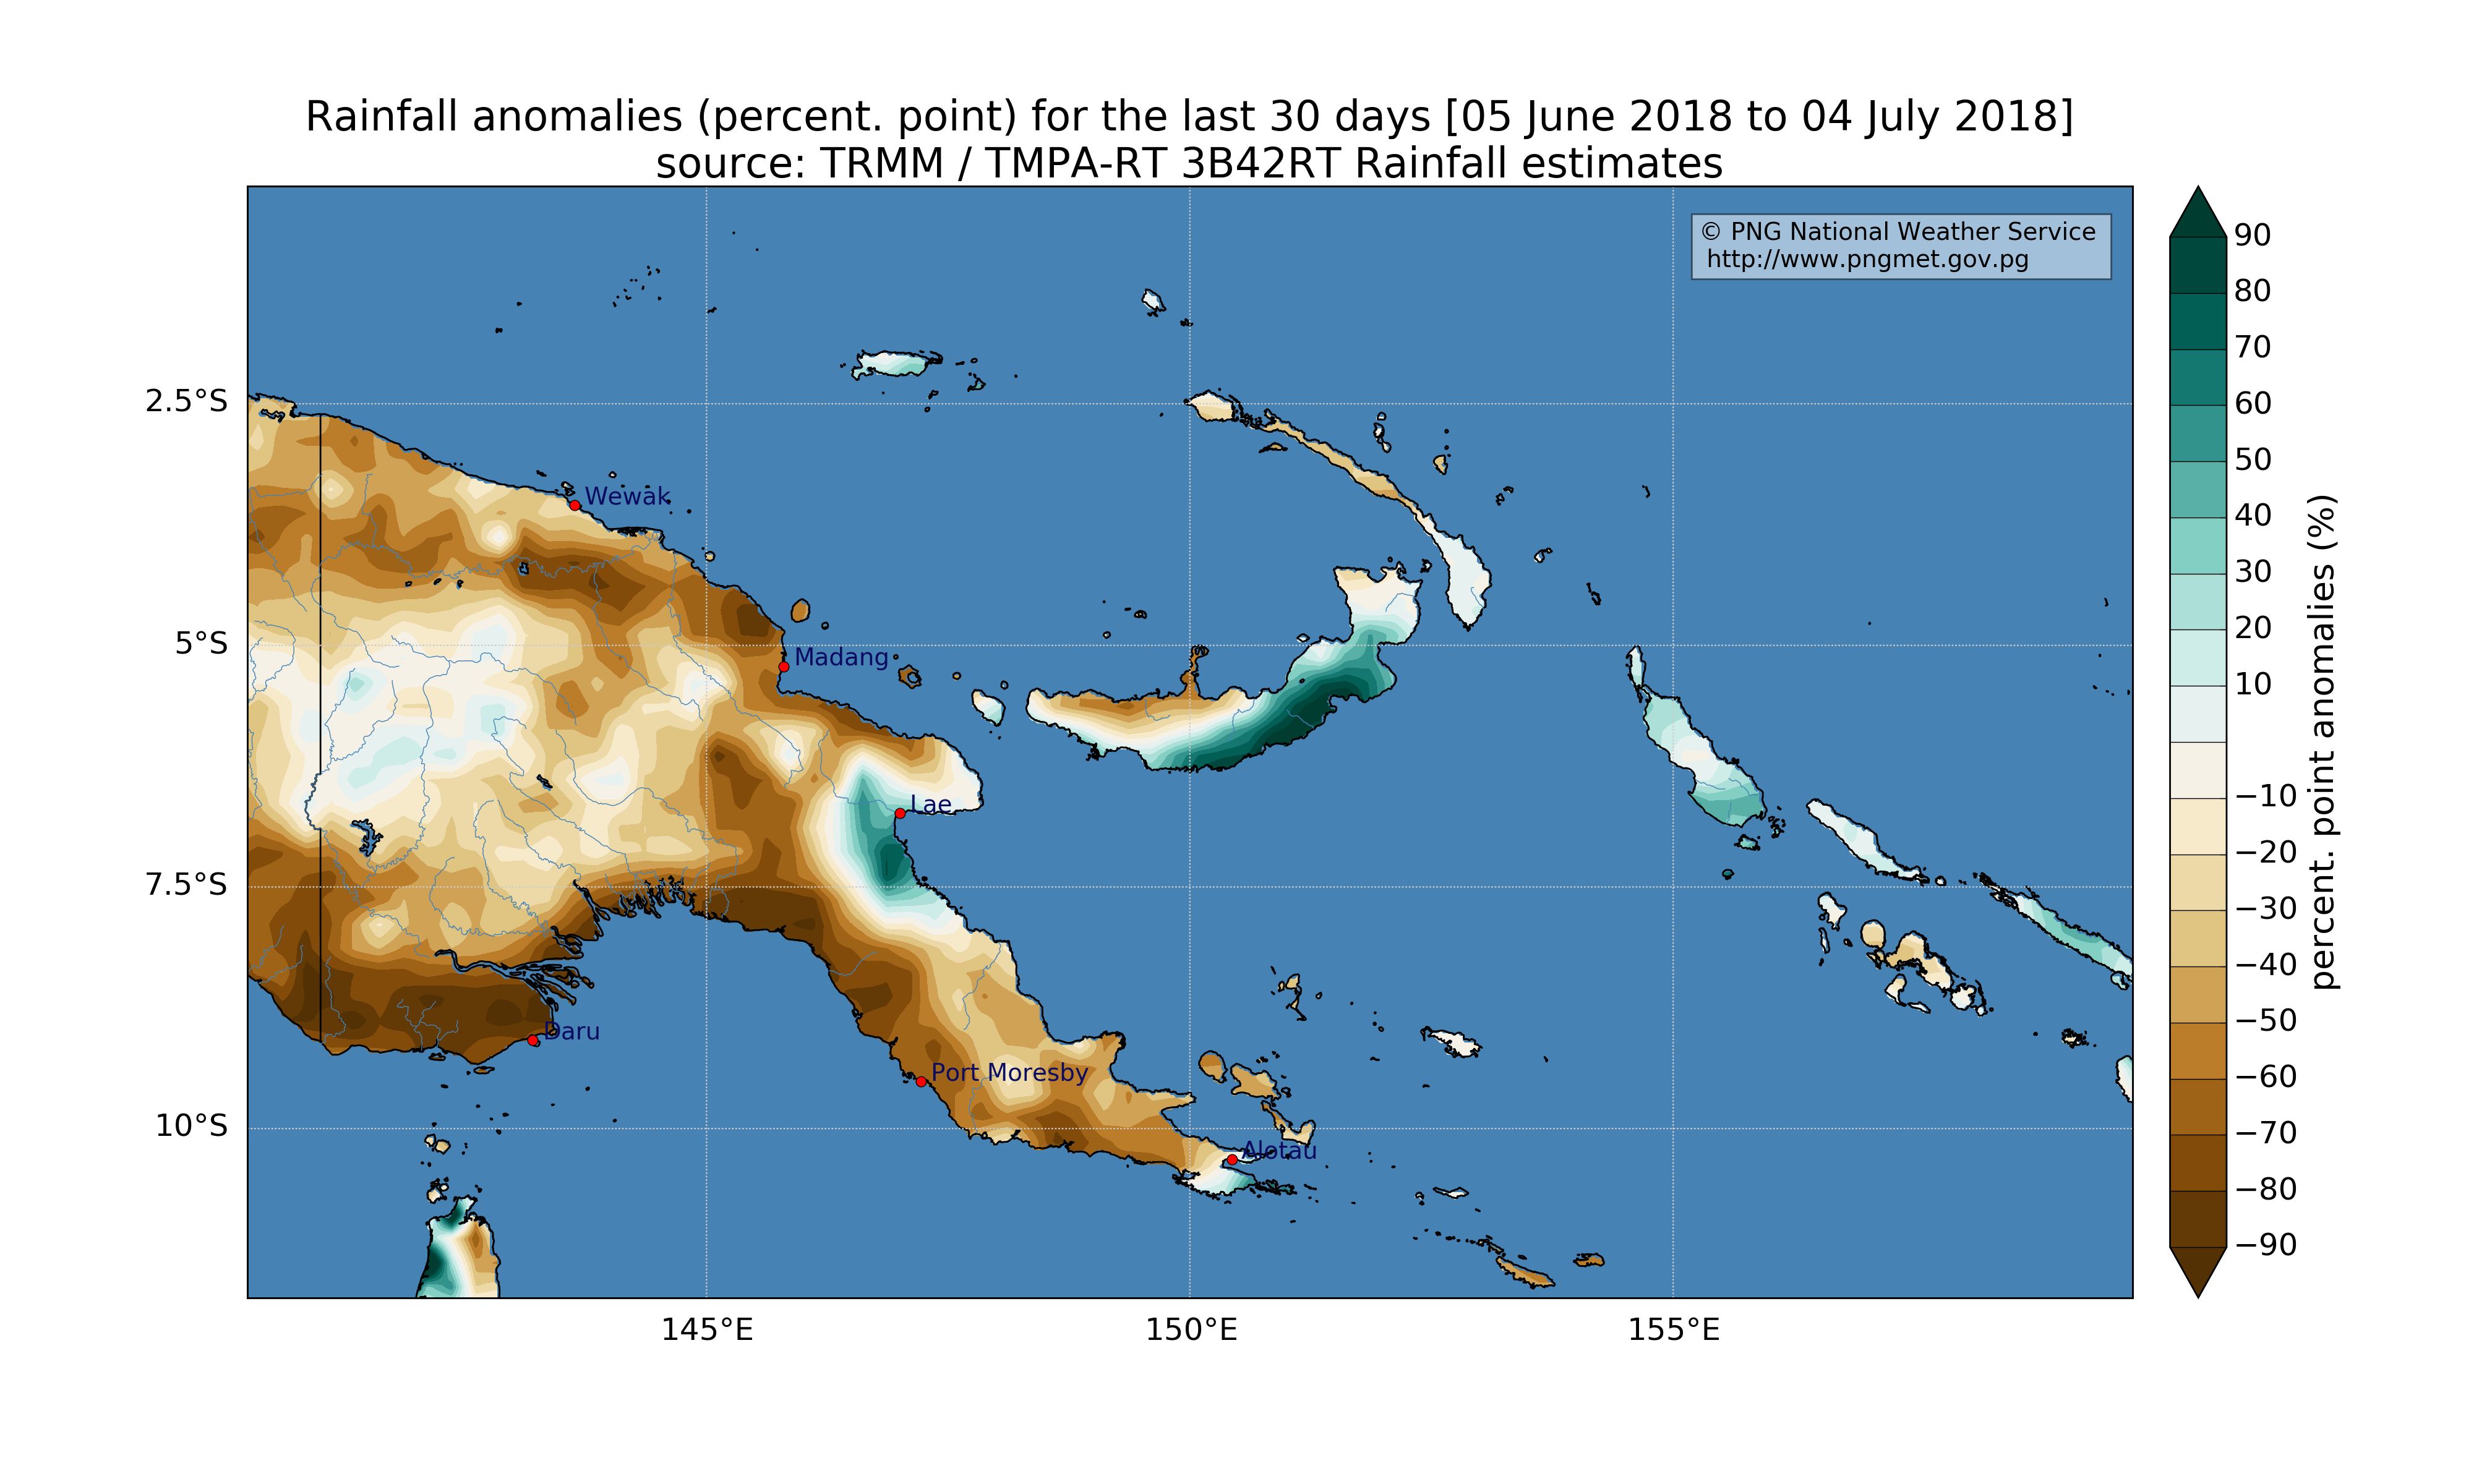 Rainfall anomalies (percent. point) for the last 30 days [05 June 2018 to 04 July 2018]
source: TRMM / TMPA-RT 3B42RT Rainfall estimates
© PNG National Weather Service
http://www.pngmet.gov.pg
2.5°S
5°S
7.5°S
10°S
Wewak
Madang
Lae
Daru
Port Moresby
Alotau
145°E
150°E
155°E
90
80
70
60
50
40
30
20
10
−10
−20
−30
−40
−50
−60
−70
−80
−90
percent. point anomalies (%)